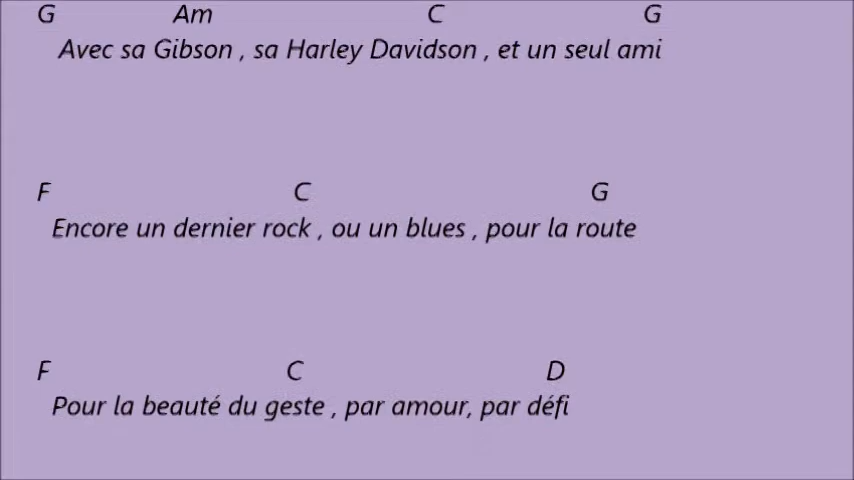 G Am C G
Avec sa Gibson , sa Harley Davidson , et un seul ami
F C G
Encore un dernier rock , ou un blues , pour la route
F C D
Pour la beauté du geste , par amour, par défi